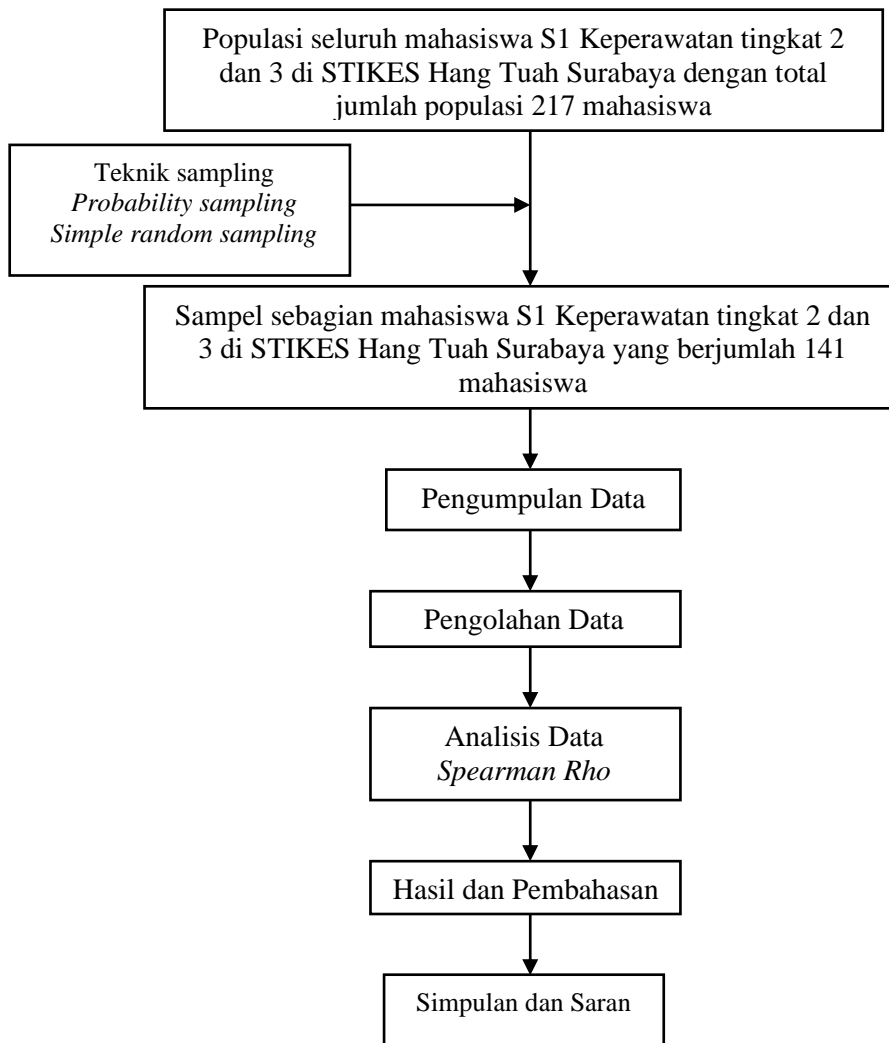 Populasi seluruh mahasiswa S1 Keperawatan tingkat 2
dan 3 di STIKES Hang Tuah Surabaya dengan total
jumlah populasi 217 mahasiswa
Teknik sampling
Probability sampling
Simple random sampling
Sampel sebagian mahasiswa S1 Keperawatan tingkat 2 dan
3 di STIKES Hang Tuah Surabaya yang berjumlah 141
mahasiswa
Pengumpulan Data
Pengolahan Data
Analisis Data
Spearman Rho
Hasil dan Pembahasan
Simpulan dan Saran